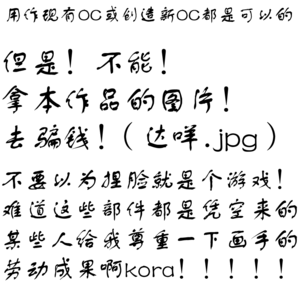 用作现有OC或创造新OC都是可以的
但是！不能！
拿本作品的图片！
去骗钱！（达咩.jpg）
不要以为捏脸就是个游戏！
难道这些部件都是凭空来的
某些人给我尊重一下画手的
劳动成果啊kora！！！！！